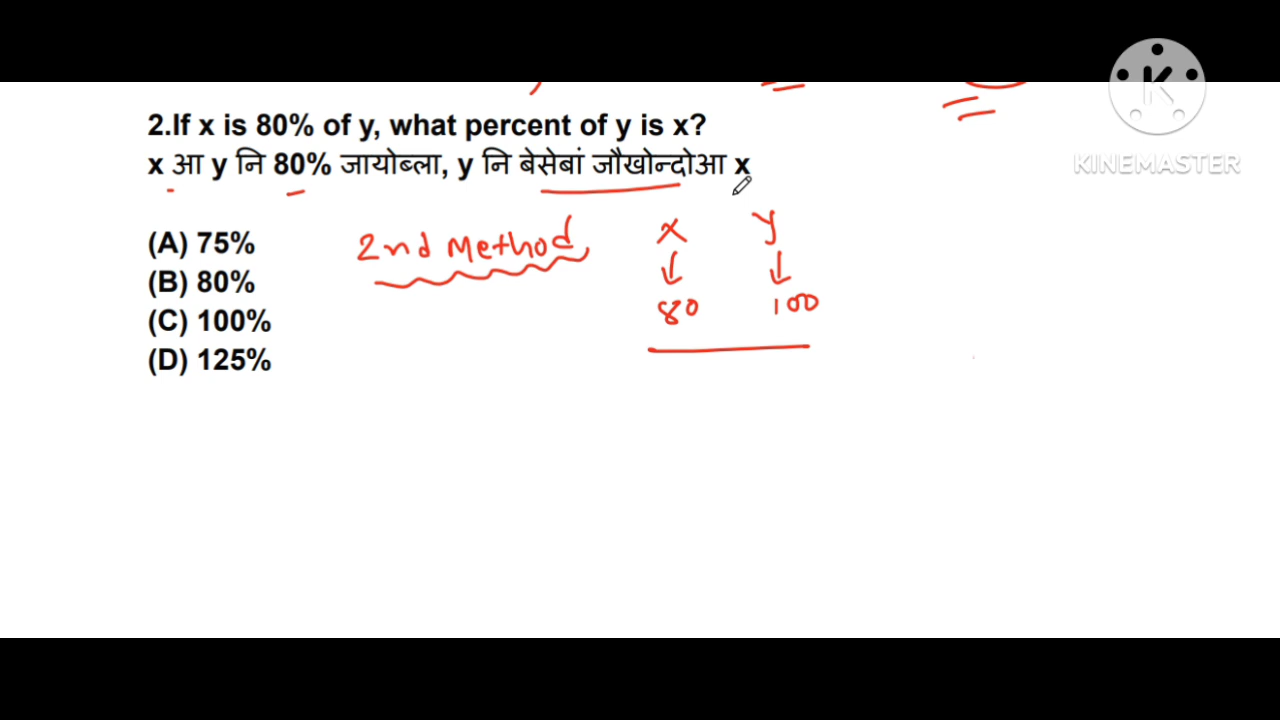 2.If x is 80% of y, what percent of y is x?
x आ y नि 80% जायोब्ला, y नि बेसेबां जौखोन्दोआ x
(A) 75%
(B) 80%
(C) 100%
(D) 125%
2nd Method
x y
80 100
KINEMASTER